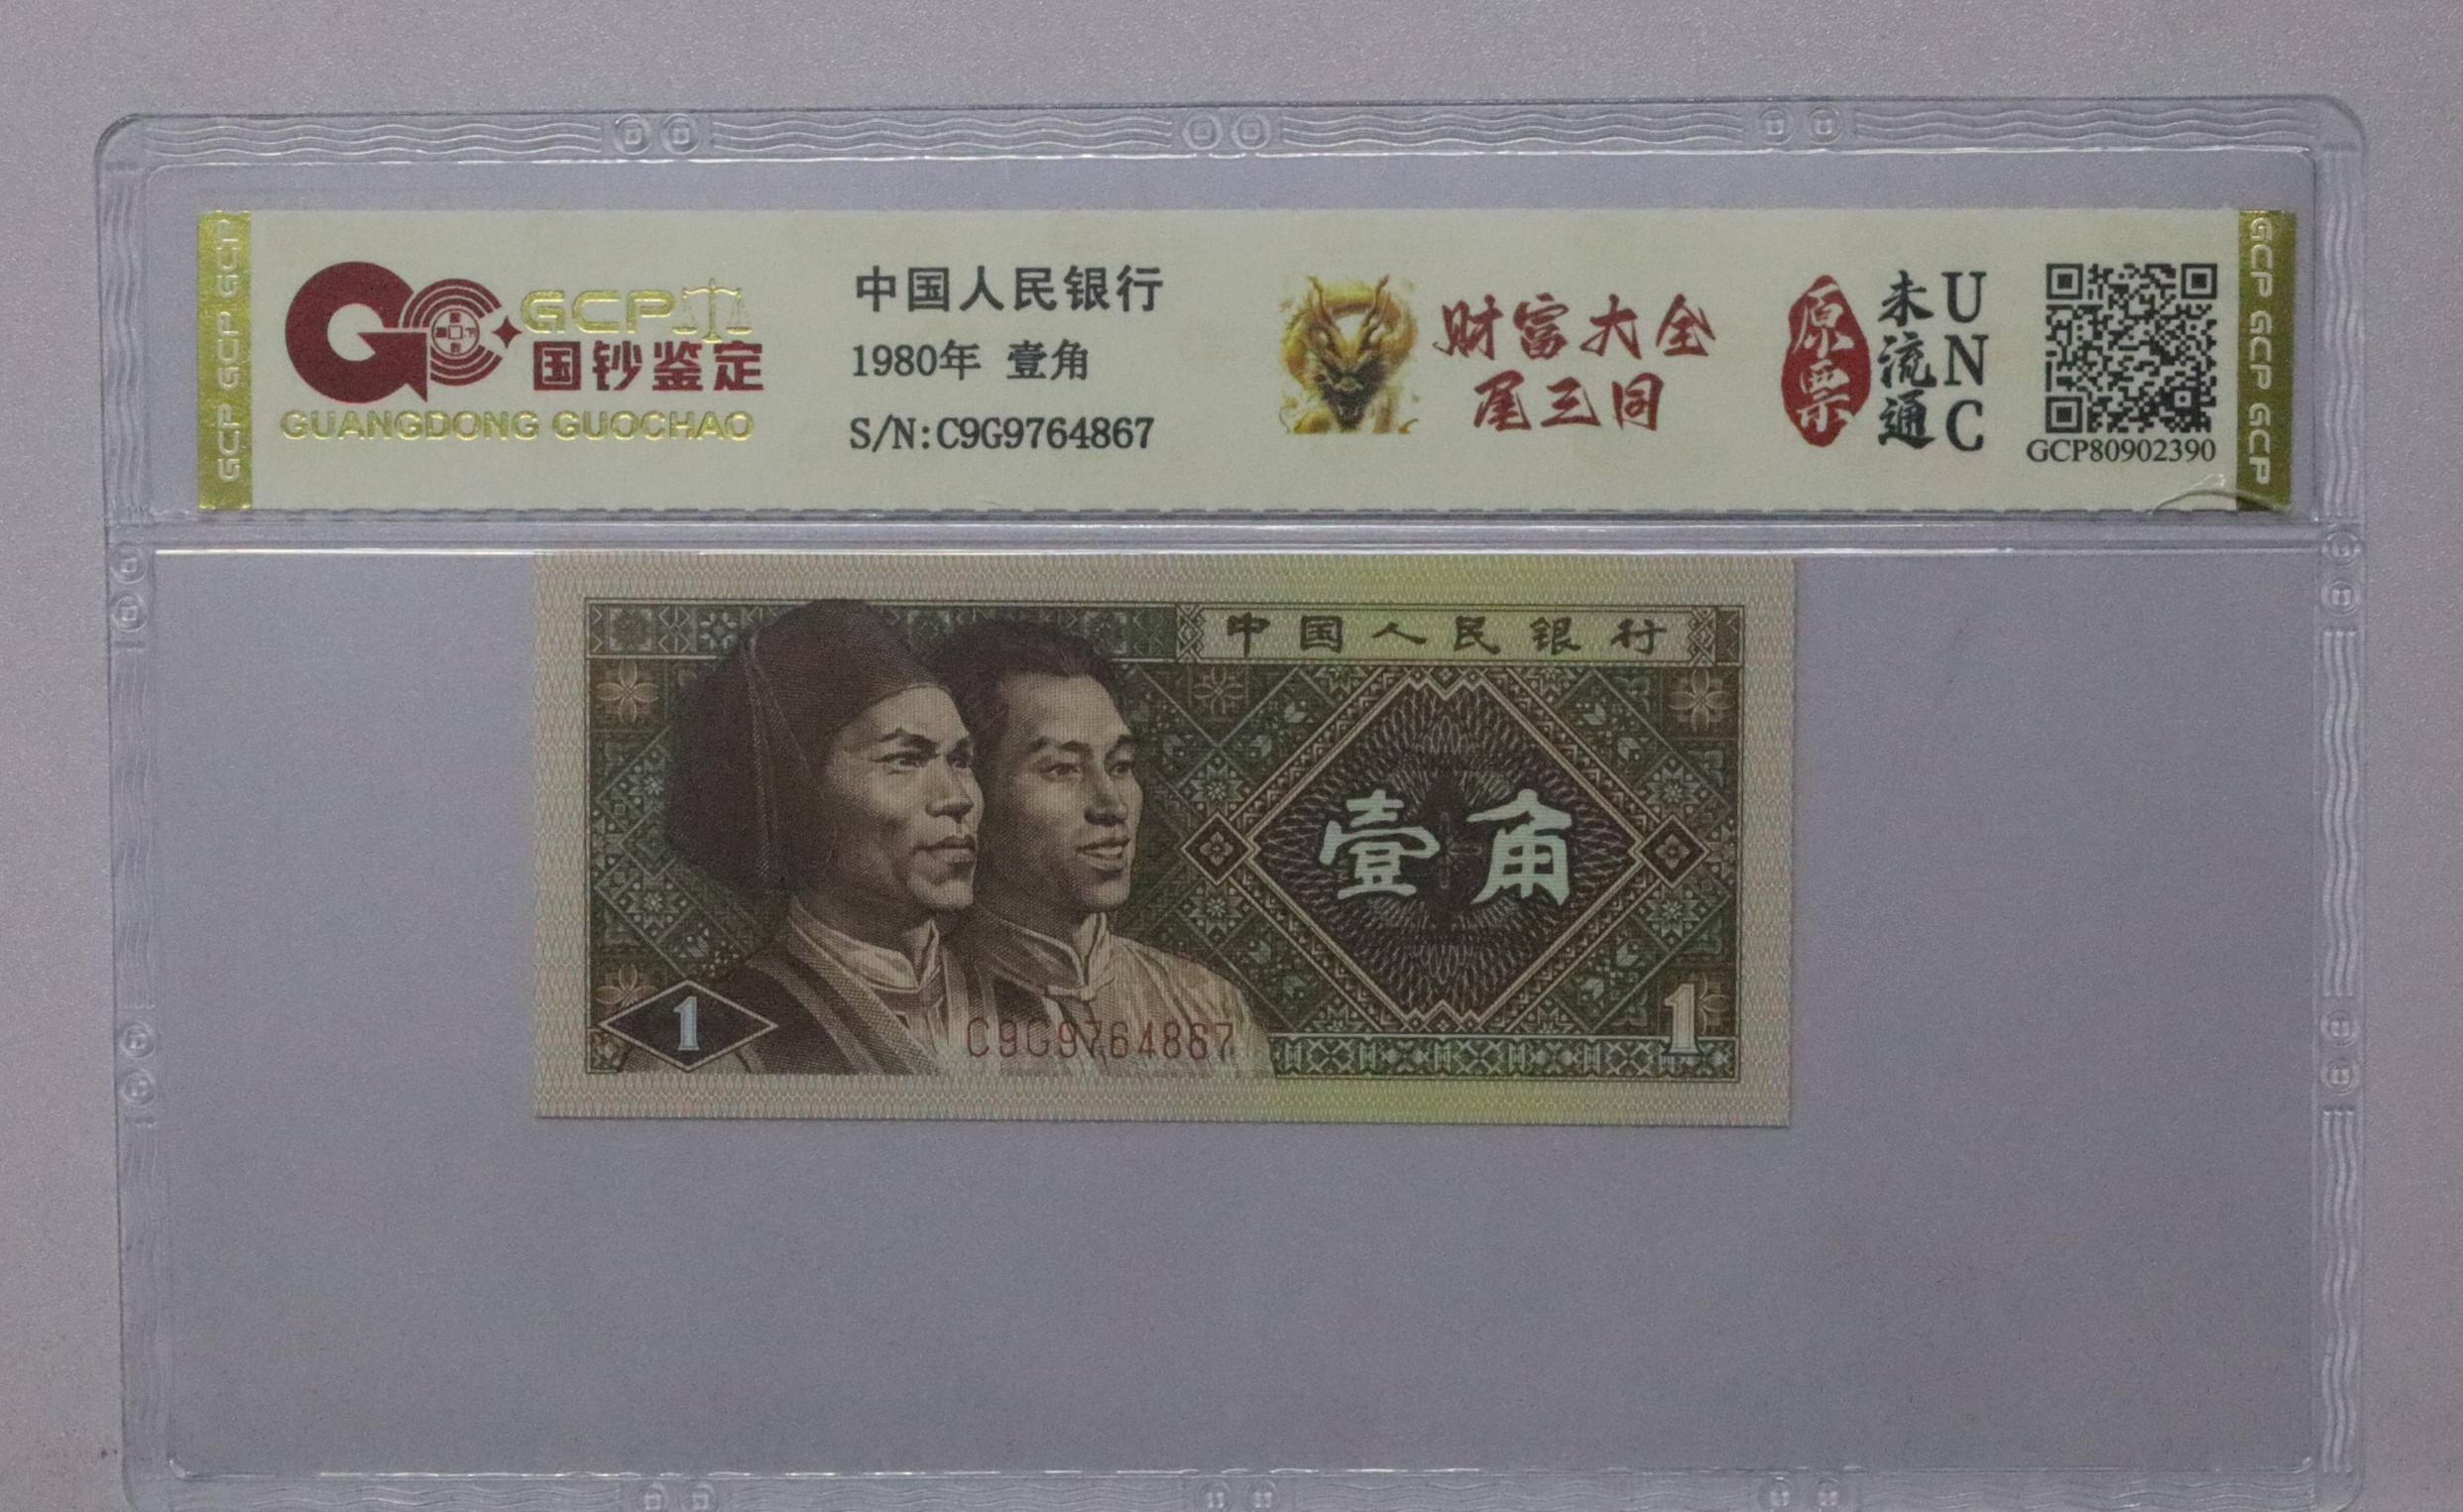 GCP GCP GCP
GCP
国钞鉴定
GUANGDONG GUOCHAO
中国人民银行
1980年 壹角
S/N:C9G9764867
财富大全
尾三同
原票
未流通
UNC
GCP80902390
GCP GCP GCP
中国人民银行
壹角
1
C9G9764867
1